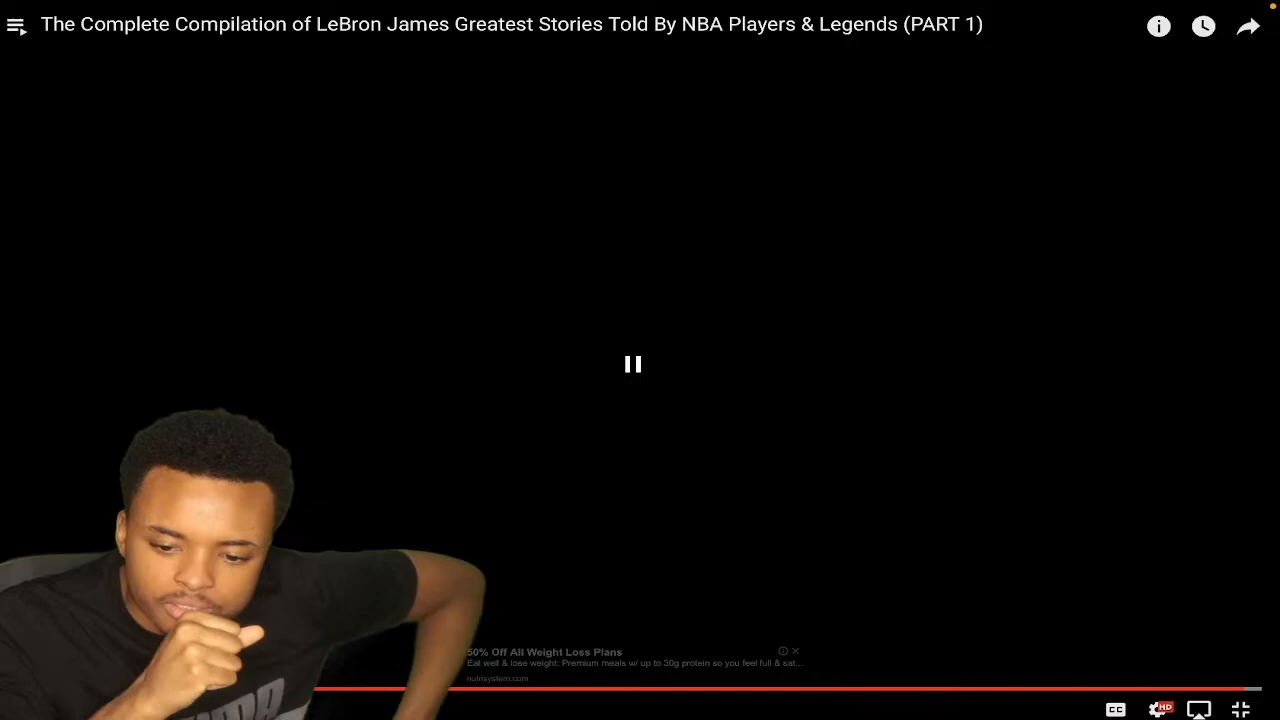 The Complete Compilation of LeBron James Greatest Stories Told By NBA Players & Legends (PART 1)
50% Off All Weight Loss Plans
Eat well & lose weight: Premium meals w/ up to 30g protein so you feel full & sat...
nutrisystem.com
CC
HD